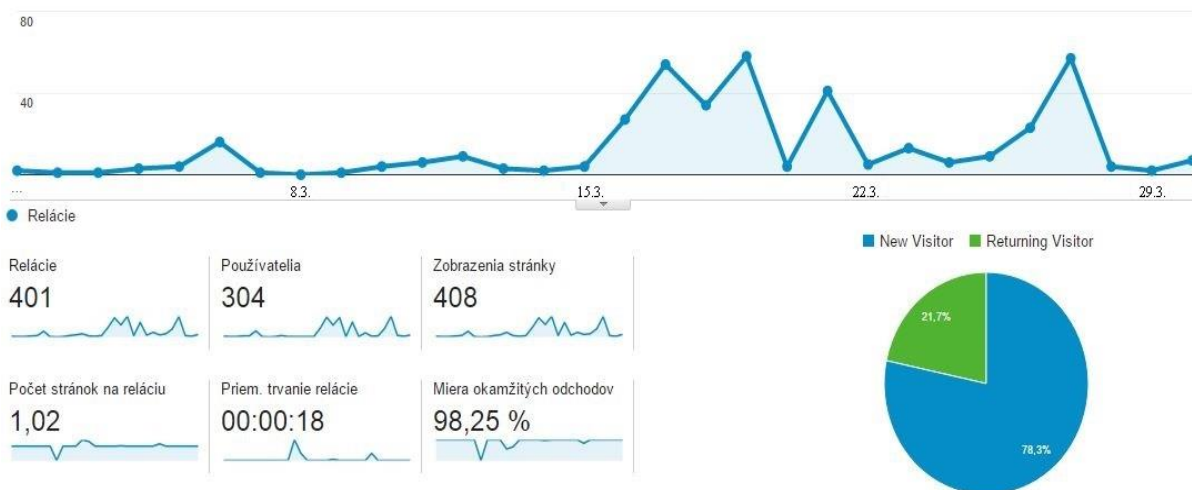 80
40
... 8.3. 15.3. 22.3. 29.3.
Relácie
New Visitor Returning Visitor
Relácie Používatelia Zobrazenia stránky
401 304 408
Počet stránok na reláciu Priem. trvanie relácie Miera okamžitých odchodov
1,02 00:00:18 98,25 %
21,7%
78,3%